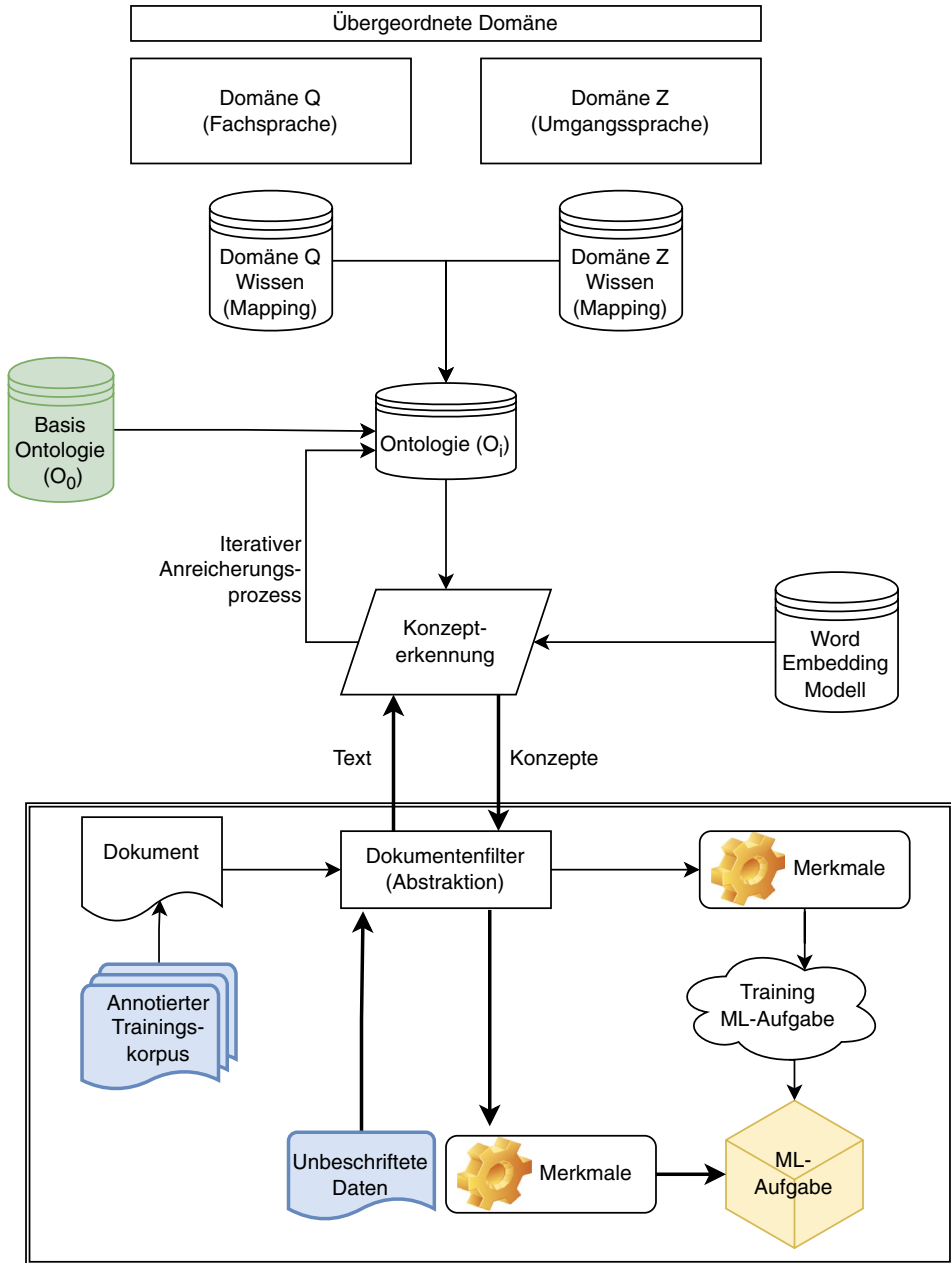 Übergeordnete Domäne
Domäne Q
(Fachsprache)
Domäne Z
(Umgangssprache)
Domäne Q
Wissen
(Mapping)
Domäne Z
Wissen
(Mapping)
Basis
Ontologie
(O₀)
Ontologie (Oᵢ)
Iterativer
Anreicherungs-
prozess
Konzept-
erkennung
Word
Embedding
Modell
Text
Konzepte
Dokument
Dokumentenfilter
(Abstraktion)
Merkmale
Annotierter
Trainings-
korpus
Training
ML-Aufgabe
Unbeschriftete
Daten
Merkmale
ML-
Aufgabe